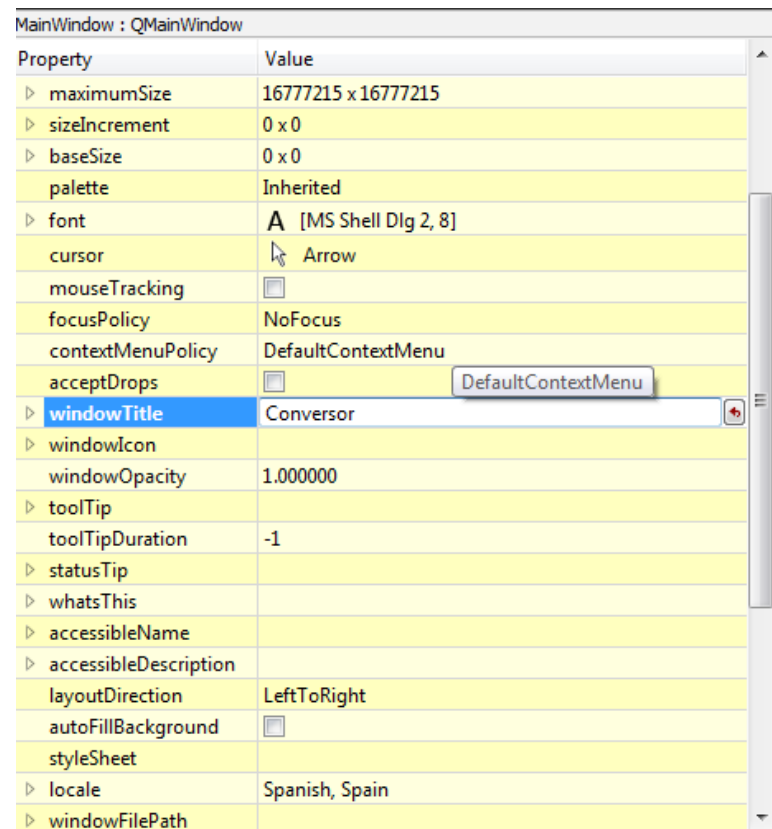 MainWindow : QMainWindow
Property Value
maximumSize 16777215 x 16777215
sizeIncrement 0 x 0
baseSize 0 x 0
palette Inherited
font A [MS Shell Dlg 2, 8]
cursor Arrow
mouseTracking
focusPolicy NoFocus
contextMenuPolicy DefaultContextMenu
acceptDrops DefaultContextMenu
windowTitle Conversor
windowIcon
windowOpacity 1.000000
toolTip
toolTipDuration -1
statusTip
whatsThis
accessibleName
accessibleDescription
layoutDirection LeftToRight
autoFillBackground
styleSheet
locale Spanish, Spain
windowFilePath